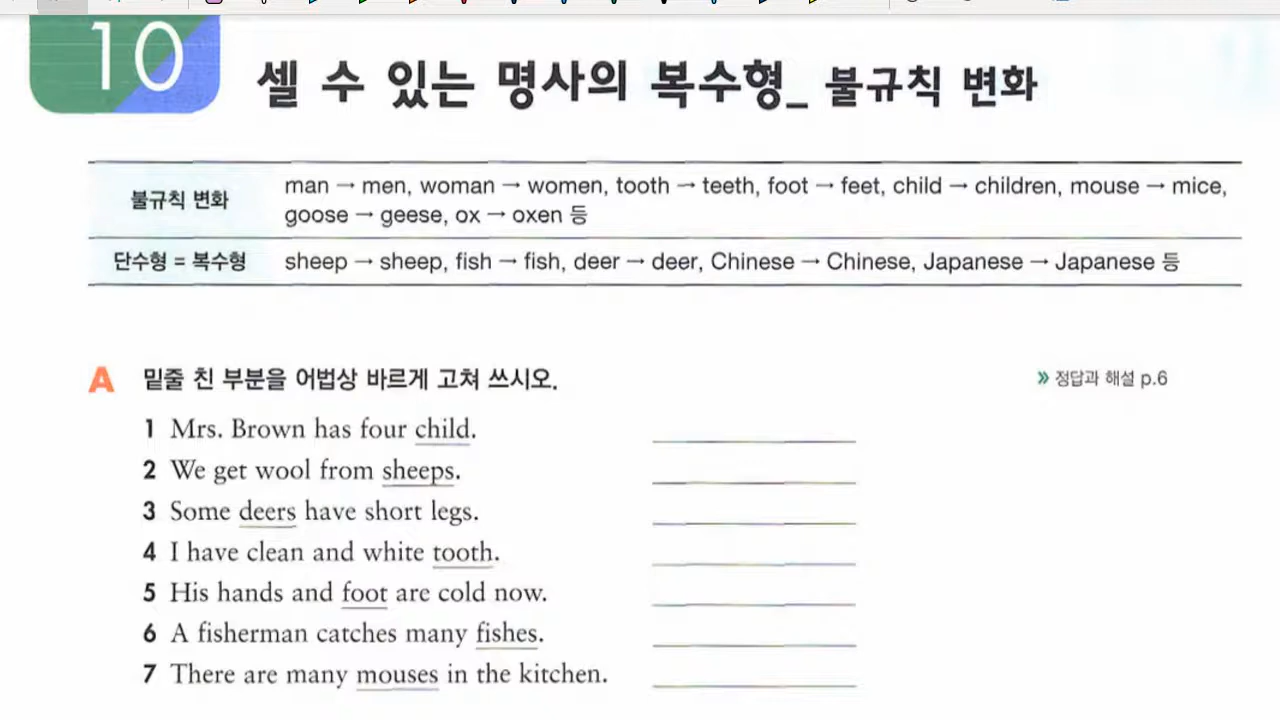 10
셀 수 있는 명사의 복수형_ 불규칙 변화
불규칙 변화
man → men, woman → women, tooth → teeth, foot → feet, child → children, mouse → mice,
goose → geese, ox → oxen 등
단수형 = 복수형
sheep → sheep, fish → fish, deer → deer, Chinese → Chinese, Japanese → Japanese 등
A 밑줄 친 부분을 어법상 바르게 고쳐 쓰시오.
» 정답과 해설 p.6
1 Mrs. Brown has four child.
2 We get wool from sheeps.
3 Some deers have short legs.
4 I have clean and white tooth.
5 His hands and foot are cold now.
6 A fisherman catches many fishes.
7 There are many mouses in the kitchen.